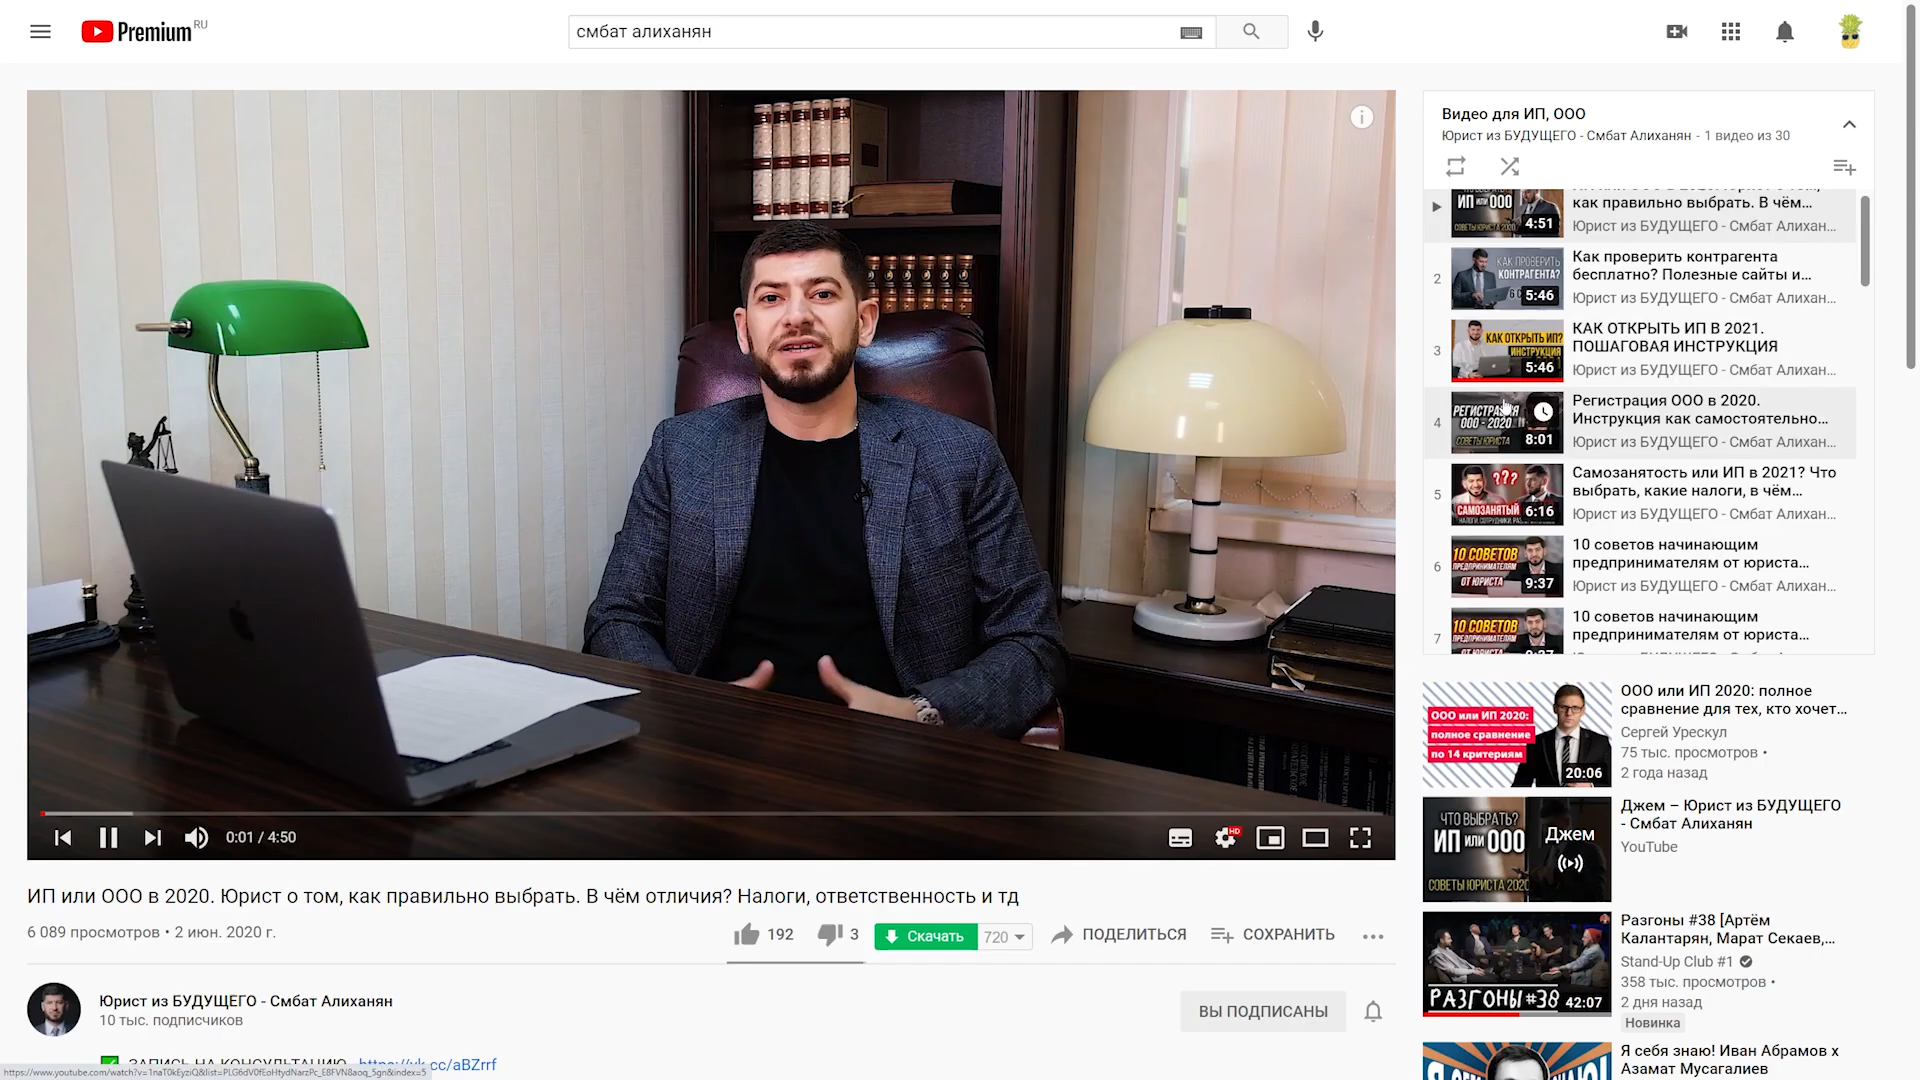 Premium RU
смбат алиханян
Видео для ИП, ООО
Юрист из БУДУЩЕГО - Смбат Алиханян - 1 видео из 30
ИП или ООО
СОВЕТЫ ЮРИСТА 2020
4:51
как правильно выбрать. В чём...
Юрист из БУДУЩЕГО - Смбат Алихан...
2
КАК ПРОВЕРИТЬ
КОНТРАГЕНТА?
5:46
Как проверить контрагента
бесплатно? Полезные сайты и...
Юрист из БУДУЩЕГО - Смбат Алихан...
3
КАК ОТКРЫТЬ ИП?
ИНСТРУКЦИЯ
5:46
КАК ОТКРЫТЬ ИП В 2021.
ПОШАГОВАЯ ИНСТРУКЦИЯ
Юрист из БУДУЩЕГО - Смбат Алихан...
4
РЕГИСТРАЦИЯ
ООО - 2020
СОВЕТЫ ЮРИСТА
8:01
Регистрация ООО в 2020.
Инструкция как самостоятельно...
Юрист из БУДУЩЕГО - Смбат Алихан...
5
???
САМОЗАНЯТЫЙ
6:16
Самозанятость или ИП в 2021? Что
выбрать, какие налоги, в чём...
Юрист из БУДУЩЕГО - Смбат Алихан...
6
10 СОВЕТОВ
ПРЕДПРИНИМАТЕЛЯМ
ОТ ЮРИСТА
9:37
10 советов начинающим
предпринимателям от юриста...
Юрист из БУДУЩЕГО - Смбат Алихан...
7
10 СОВЕТОВ
ПРЕДПРИНИМАТЕЛЯМ
10 советов начинающим
предпринимателям от юриста...
0:01 / 4:50
HD
ИП или ООО в 2020. Юрист о том, как правильно выбрать. В чём отличия? Налоги, ответственность и тд
6 089 просмотров • 2 июн. 2020 г.
192
3
Скачать
720
ПОДЕЛИТЬСЯ
СОХРАНИТЬ
Юрист из БУДУЩЕГО - Смбат Алиханян
10 тыс. подписчиков
ВЫ ПОДПИСАНЫ
ЗАПИСЬ НА КОНСУЛЬТАЦИЮ - https://vk.cc/aBZrrf
ООО или ИП 2020:
полное сравнение
по 14 критериям
20:06
ООО или ИП 2020: полное
сравнение для тех, кто хочет...
Сергей Урескул
75 тыс. просмотров •
2 года назад
ЧТО ВЫБРАТЬ?
ИП или ООО
СОВЕТЫ ЮРИСТА 2020
Джем
Джем – Юрист из БУДУЩЕГО
- Смбат Алиханян
YouTube
РАЗГОНЫ #38
42:07
Разгоны #38 [Артём
Калантарян, Марат Секаев,...
Stand-Up Club #1
358 тыс. просмотров •
2 дня назад
Новинка
Я себя знаю! Иван Абрамов x
Азамат Мусагалиев